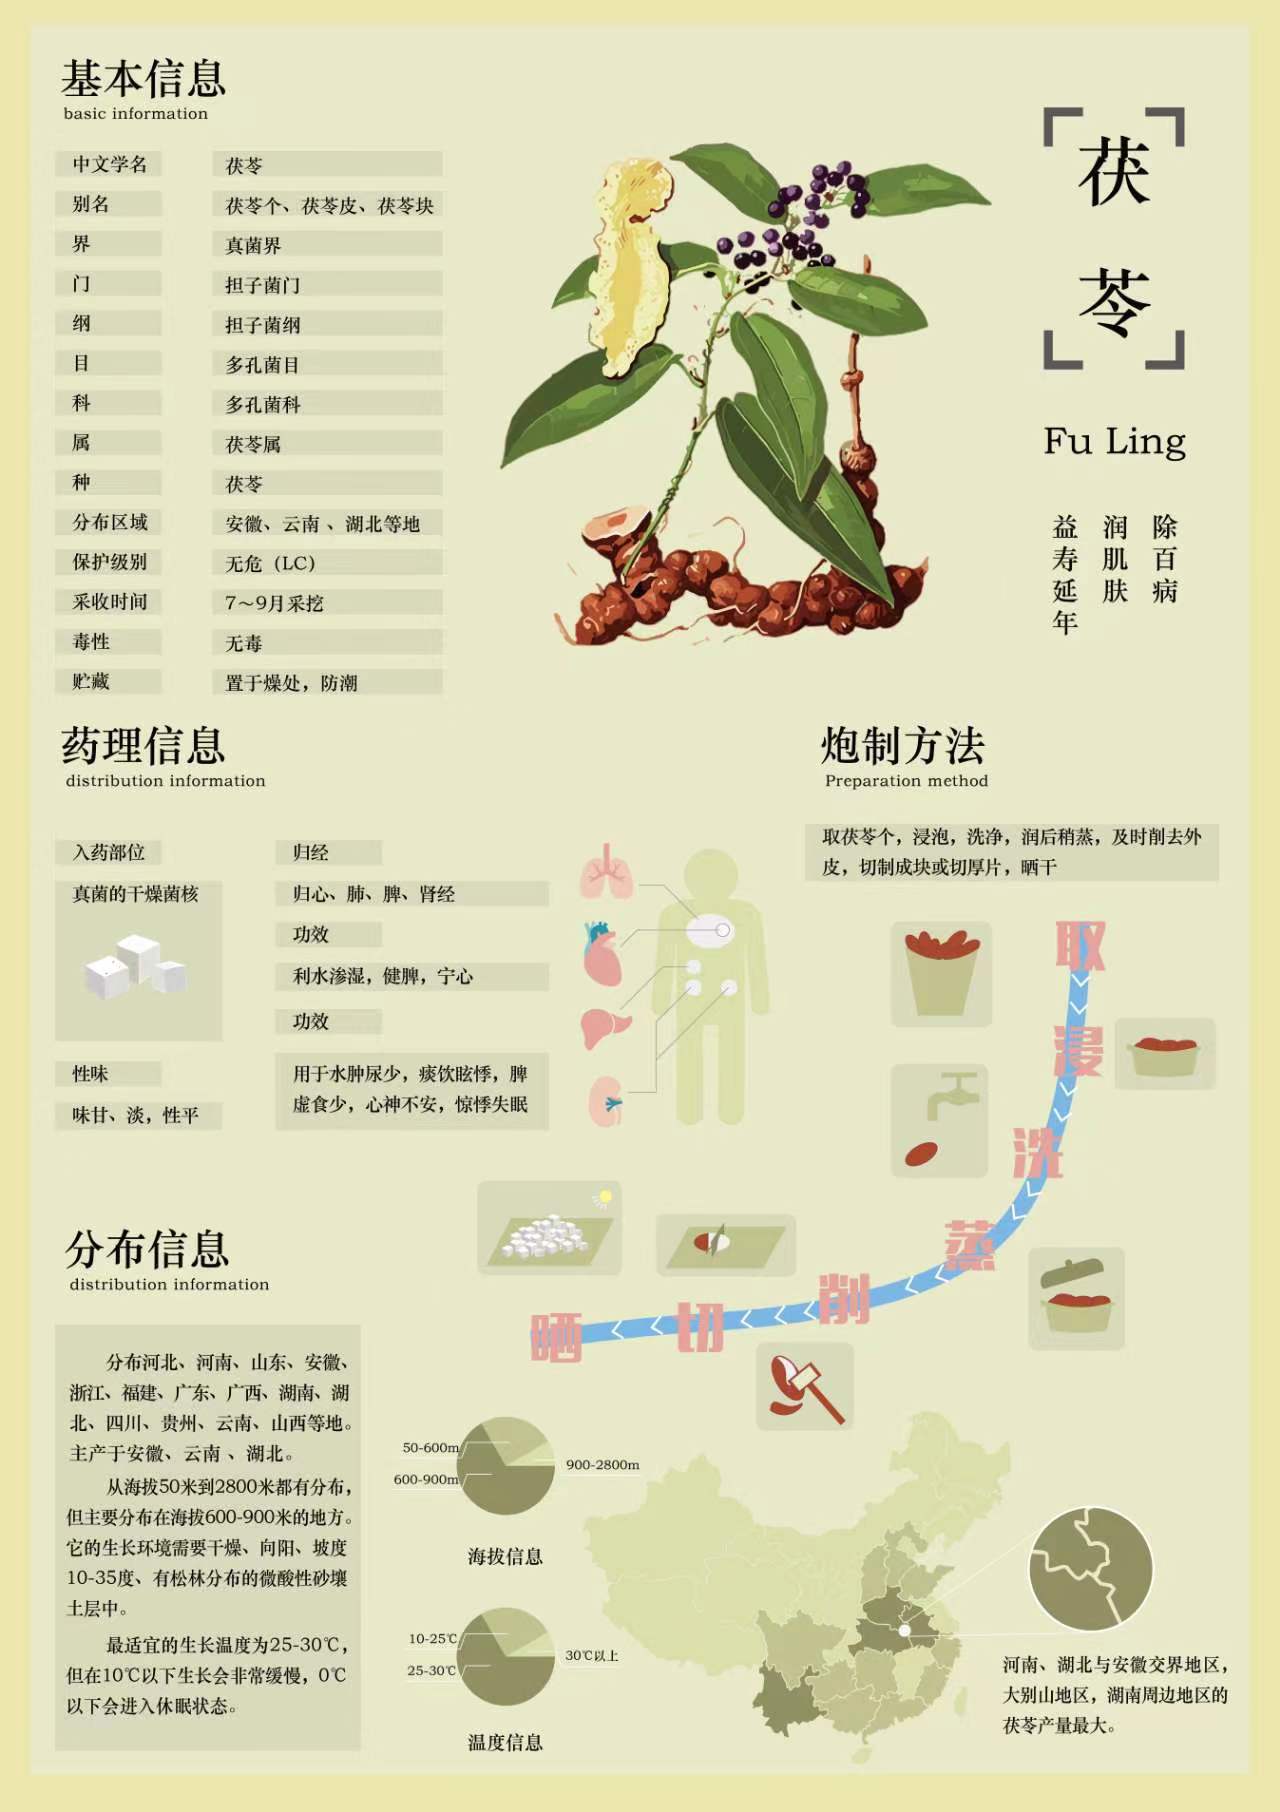 基本信息
basic information
中文学名 茯苓
别名 茯苓个、茯苓皮、茯苓块
界 真菌界
门 担子菌门
纲 担子菌纲
目 多孔菌目
科 多孔菌科
属 茯苓属
种 茯苓
分布区域 安徽、云南 、湖北等地
保护级别 无危（LC）
采收时间 7～9月采挖
毒性 无毒
贮藏 置于燥处，防潮
茯苓
Fu Ling
除百病
润肌肤
益寿延年
药理信息
distribution information
入药部位
真菌的干燥菌核
性味
味甘、淡，性平
归经
归心、肺、脾、肾经
功效
利水渗湿，健脾，宁心
功效
用于水肿尿少，痰饮眩悸，脾
虚食少，心神不安，惊悸失眠
炮制方法
Preparation method
取茯苓个，浸泡，洗净，润后稍蒸，及时削去外
皮，切制成块或切厚片，晒干
取
浸
洗
蒸
削
切
晒
分布信息
distribution information
分布河北、河南、山东、安徽、
浙江、福建、广东、广西、湖南、湖
北、四川、贵州、云南、山西等地。
主产于安徽、云南 、湖北。
从海拔50米到2800米都有分布，
但主要分布在海拔600-900米的地方。
它的生长环境需要干燥、向阳、坡度
10-35度、有松林分布的微酸性砂壤
土层中。
最适宜的生长温度为25-30℃，
但在10℃以下生长会非常缓慢，0℃
以下会进入休眠状态。
50-600m
600-900m
900-2800m
海拔信息
10-25℃
25-30℃
30℃以上
温度信息
河南、湖北与安徽交界地区，
大别山地区，湖南周边地区的
茯苓产量最大。